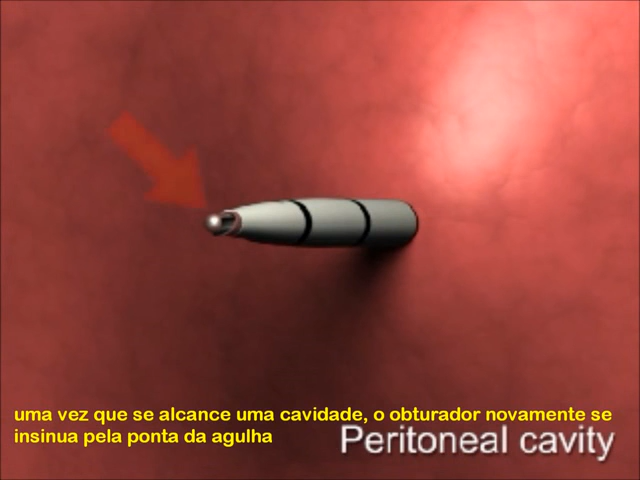 uma vez que se alcance uma cavidade, o obturador novamente se
insinua pela ponta da agulha
Peritoneal cavity